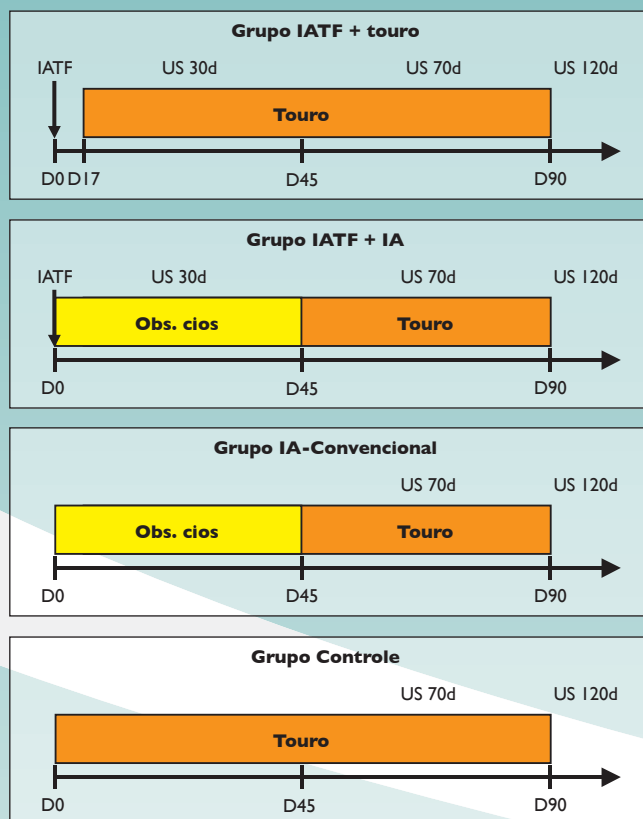 Grupo IATF + touro
IATF US 30d US 70d US 120d
Touro
D0 D17 D45 D90
Grupo IATF + IA
IATF US 30d US 70d US 120d
Obs. cios Touro
D0 D45 D90
Grupo IA-Convencional
US 70d US 120d
Obs. cios Touro
D0 D45 D90
Grupo Controle
US 70d US 120d
Touro
D0 D45 D90